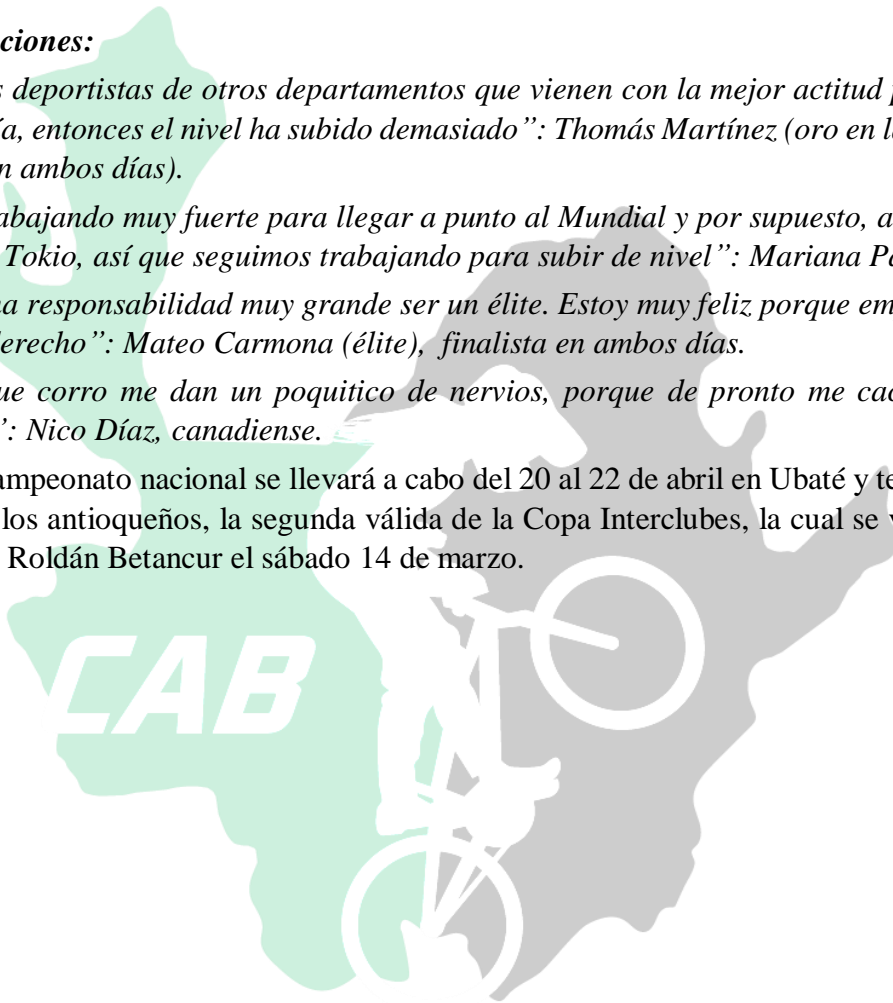 ciones:
s deportistas de otros departamentos que vienen con la mejor actitud
ía, entonces el nivel ha subido demasiado”: Thomás Martínez (oro en
n ambos días).
abajando muy fuerte para llegar a punto al Mundial y por supuesto, a
Tokio, así que seguimos trabajando para subir de nivel”: Mariana
na responsabilidad muy grande ser un élite. Estoy muy feliz porque
derecho”: Mateo Carmona (élite), finalista en ambos días.
ue corro me dan un poquitico de nervios, porque de pronto me
”: Nico Díaz, canadiense.
ampeonato nacional se llevará a cabo del 20 al 22 de abril en Ubaté y
los antioqueños, la segunda válida de la Copa Interclubes, la cual se
Roldán Betancur el sábado 14 de marzo.
CAB